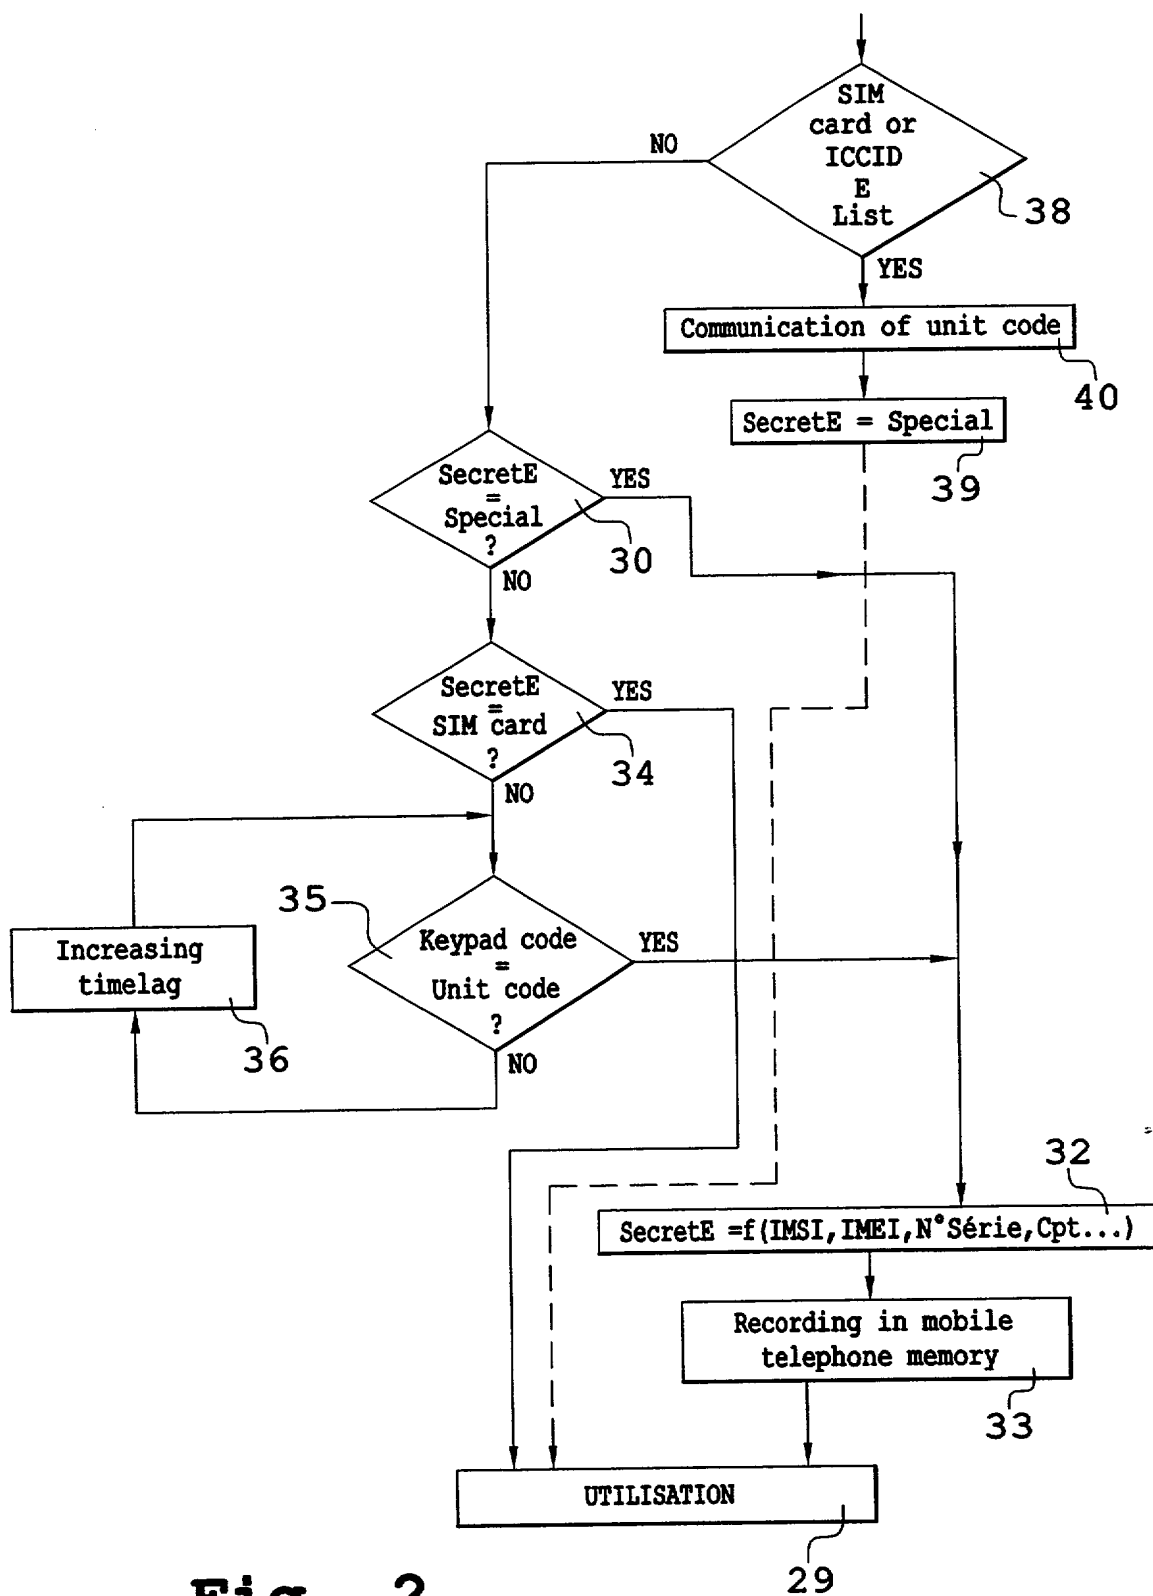 SIM
card or
ICCID
E
List
NO
38
YES
Communication of unit code
40
SecretE = Special
39
SecretE
=
Special
?
YES
30
NO
SecretE
=
SIM card
?
YES
34
NO
35
Keypad code
=
Unit code
?
YES
NO
Increasing
timelag
36
32
SecretE =f(IMSI,IMEI,N°Série,Cpt...)
Recording in mobile
telephone memory
33
UTILISATION
29
Fig. 2